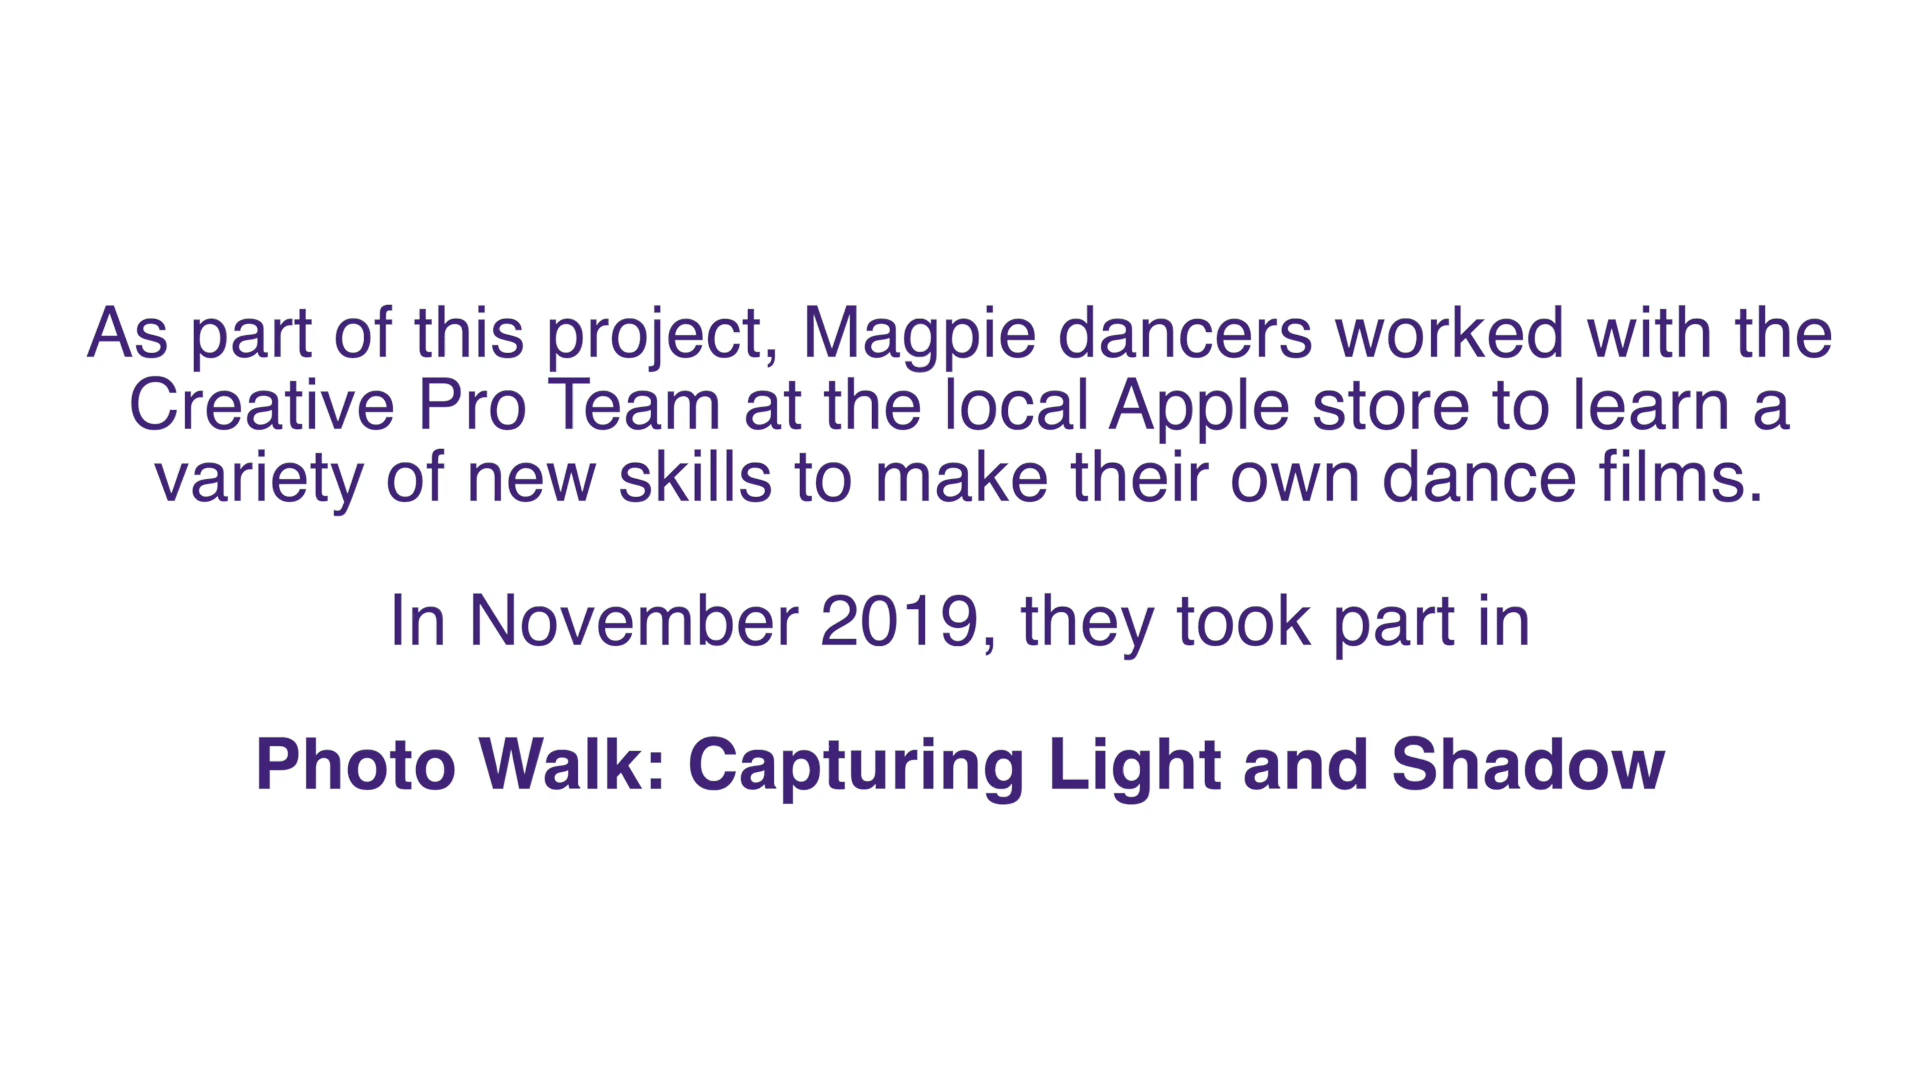 As part of this project, Magpie dancers worked with the
Creative Pro Team at the local Apple store to learn a
variety of new skills to make their own dance films.
In November 2019, they took part in
Photo Walk: Capturing Light and Shadow